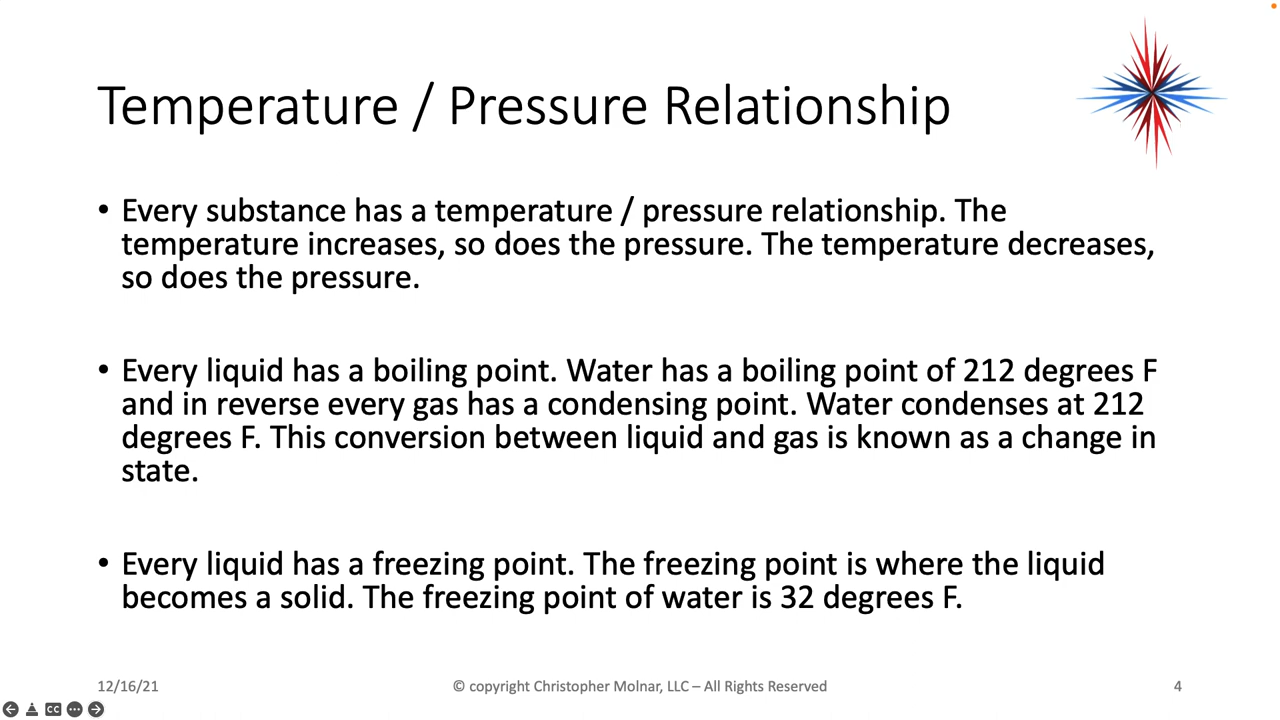 Temperature / Pressure Relationship
• Every substance has a temperature / pressure relationship. The
temperature increases, so does the pressure. The temperature decreases,
so does the pressure.
• Every liquid has a boiling point. Water has a boiling point of 212 degrees F
and in reverse every gas has a condensing point. Water condenses at 212
degrees F. This conversion between liquid and gas is known as a change in
state.
• Every liquid has a freezing point. The freezing point is where the liquid
becomes a solid. The freezing point of water is 32 degrees F.
12/16/21
© copyright Christopher Molnar, LLC – All Rights Reserved
4
CC